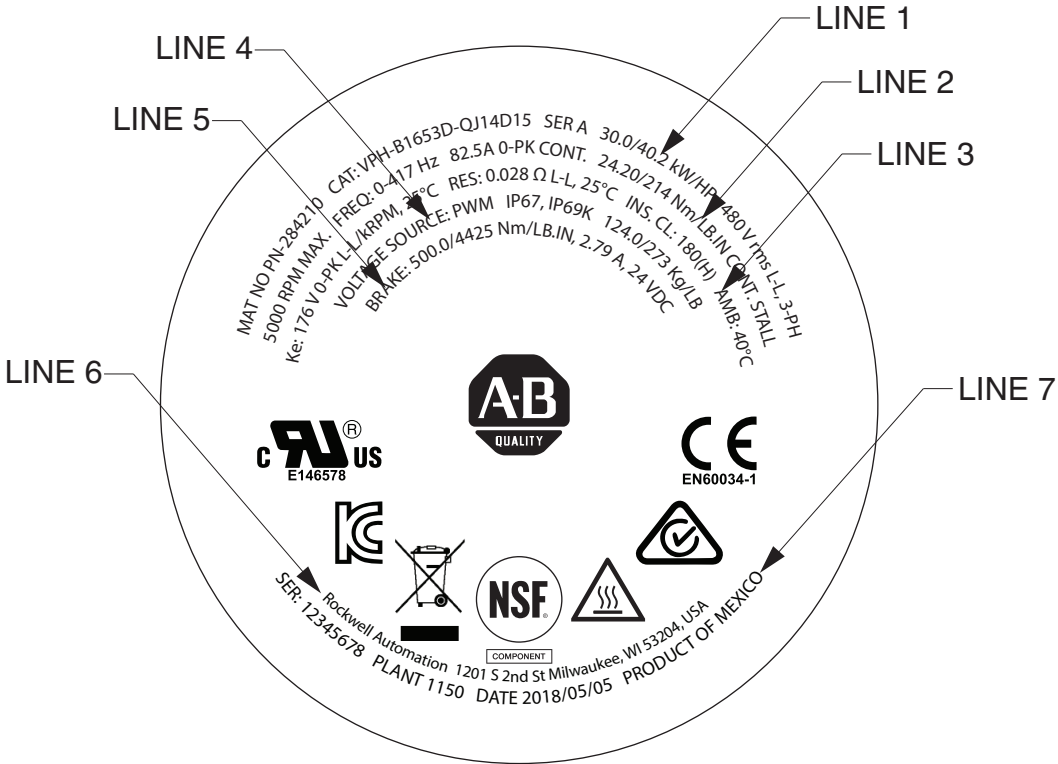 LINE 1
LINE 4
LINE 2
LINE 5
LINE 3
MAT NO PN-284210 CAT: VPH-B1653D-QJ14D15 SER A 30.0/40.2 kW/HP, 480 V rms L-L, 3-PH
5000 RPM MAX. FREQ: 0-417 Hz 82.5A 0-PK CONT. 24.20/214 Nm/LB.IN CONT. STALL
Ke: 176 V 0-PK L-L/kRPM, 25°C RES: 0.028 Ω L-L, 25°C INS. CL: 180(H) AMB: 40°C
VOLTAGE SOURCE: PWM IP67, IP69K 124.0/273 Kg/LB
BRAKE: 500.0/4425 Nm/LB.IN, 2.79 A, 24 VDC
LINE 6
LINE 7
A-B
QUALITY
C RU ® US
E146578
CE
EN60034-1
KC
NSF®
COMPONENT
Rockwell Automation 1201 S 2nd St Milwaukee, WI 53204, USA
SER: 12345678 PLANT 1150 DATE 2018/05/05 PRODUCT OF MEXICO